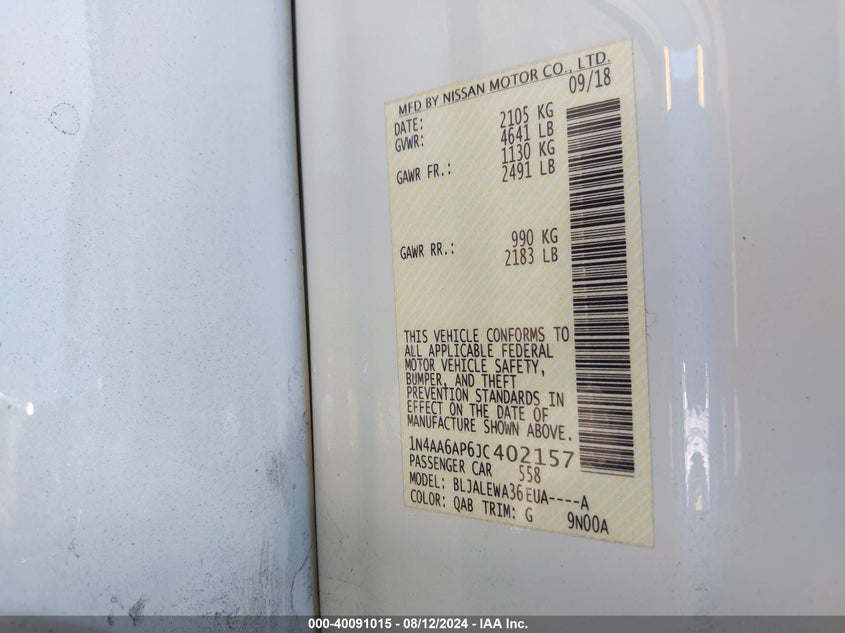 MFD BY NISSAN MOTOR CO., LTD.
DATE: 09/18
GVWR: 2105 KG
4641 LB
GAWR FR.: 1130 KG
2491 LB
GAWR RR.: 990 KG
2183 LB
THIS VEHICLE CONFORMS TO
ALL APPLICABLE FEDERAL
MOTOR VEHICLE SAFETY,
BUMPER, AND THEFT
PREVENTION STANDARDS IN
EFFECT ON THE DATE OF
MANUFACTURE SHOWN ABOVE.
1N4AA6AP6JC402157
PASSENGER CAR 558
MODEL: BLJALEWA36EUA----A
COLOR: QAB TRIM: G 9N00A
000-40091015 - 08/12/2024 - IAA Inc.